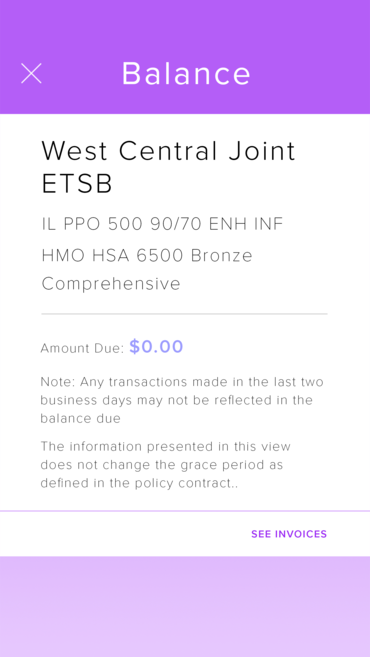 Balance
West Central Joint
ETSB
IL PPO 500 90/70 ENH INF
HMO HSA 6500 Bronze
Comprehensive
Amount Due: $0.00
Note: Any transactions made in the last two
business days may not be reflected in the
balance due
The information presented in this view
does not change the grace period as
defined in the policy contract..
SEE INVOICES